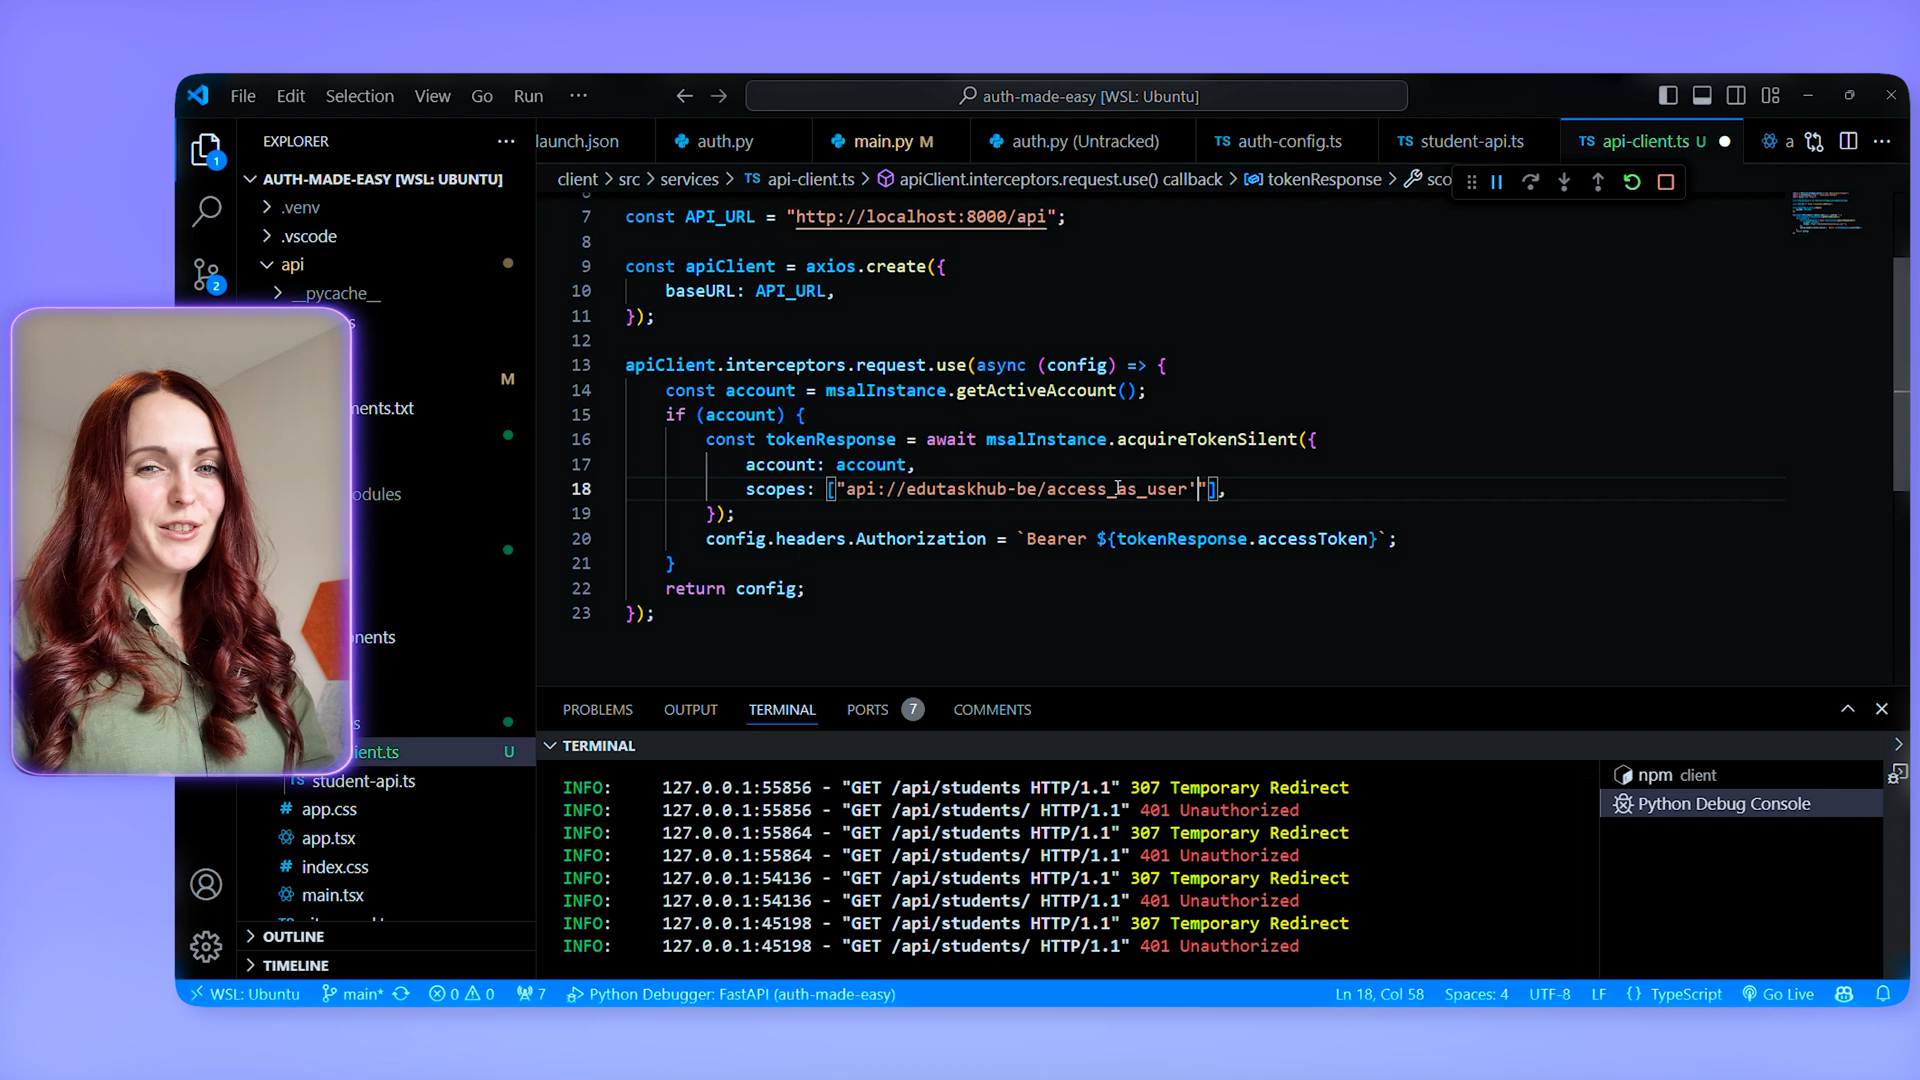 File Edit Selection View Go Run ··· ← → auth-made-easy [WSL: Ubuntu]
EXPLORER ···
launch.json auth.py main.py M auth.py (Untracked) TS auth-config.ts TS student-api.ts TS api-client.ts U a ···
client > src > services > TS api-client.ts > apiClient.interceptors.request.use() callback > tokenResponse > sco
1
2
AUTH-MADE-EASY [WSL: UBUNTU]
.venv
.vscode
api
__pycache__
s
M
ments.txt
odules
onents
s
ient.ts U
TS student-api.ts
# app.css
app.tsx
# index.css
main.tsx
OUTLINE
TIMELINE
7 const API_URL = "http://localhost:8000/api";
8
9 const apiClient = axios.create({
10 baseURL: API_URL,
11 });
12
13 apiClient.interceptors.request.use(async (config) => {
14 const account = msalInstance.getActiveAccount();
15 if (account) {
16 const tokenResponse = await msalInstance.acquireTokenSilent({
17 account: account,
18 scopes: ["api://edutaskhub-be/access_as_user'"],
19 });
20 config.headers.Authorization = `Bearer ${tokenResponse.accessToken}`;
21 }
22 return config;
23 });
PROBLEMS OUTPUT TERMINAL PORTS 7 COMMENTS
TERMINAL
INFO: 127.0.0.1:55856 - "GET /api/students HTTP/1.1" 307 Temporary Redirect
INFO: 127.0.0.1:55856 - "GET /api/students/ HTTP/1.1" 401 Unauthorized
INFO: 127.0.0.1:55864 - "GET /api/students HTTP/1.1" 307 Temporary Redirect
INFO: 127.0.0.1:55864 - "GET /api/students/ HTTP/1.1" 401 Unauthorized
INFO: 127.0.0.1:54136 - "GET /api/students HTTP/1.1" 307 Temporary Redirect
INFO: 127.0.0.1:54136 - "GET /api/students/ HTTP/1.1" 401 Unauthorized
INFO: 127.0.0.1:45198 - "GET /api/students HTTP/1.1" 307 Temporary Redirect
INFO: 127.0.0.1:45198 - "GET /api/students/ HTTP/1.1" 401 Unauthorized
npm client
Python Debug Console
WSL: Ubuntu main* 0 0 7 Python Debugger: FastAPI (auth-made-easy) Ln 18, Col 58 Spaces: 4 UTF-8 LF {} TypeScript Go Live